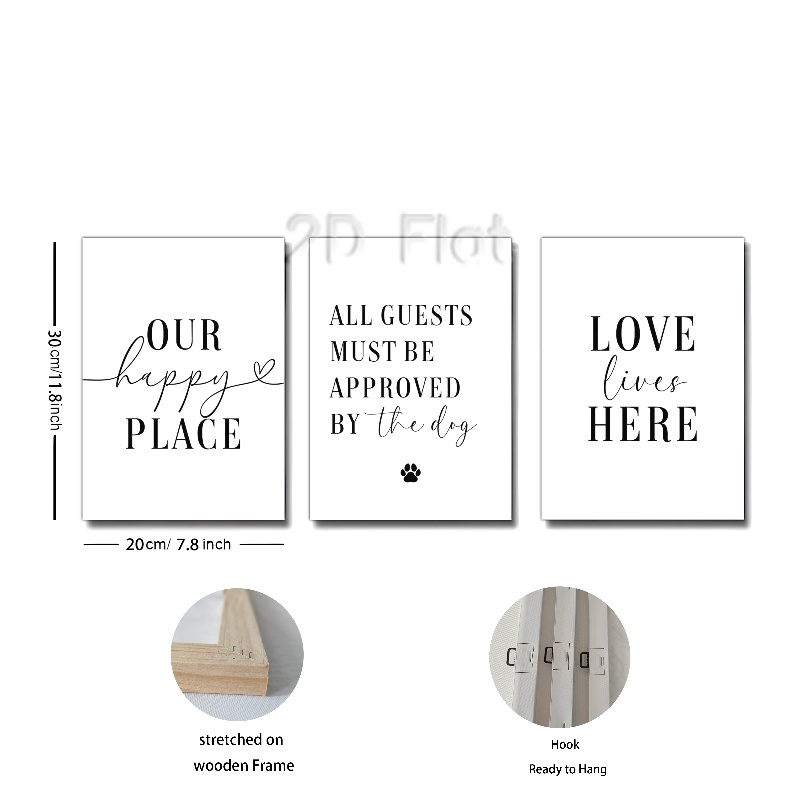 2D Flat
OUR
happy
PLACE
ALL GUESTS
MUST BE
APPROVED
BY the dog
LOVE
lives
HERE
30cm/11.8inch
20cm/ 7.8 inch
stretched on
wooden Frame
Hook
Ready to Hang